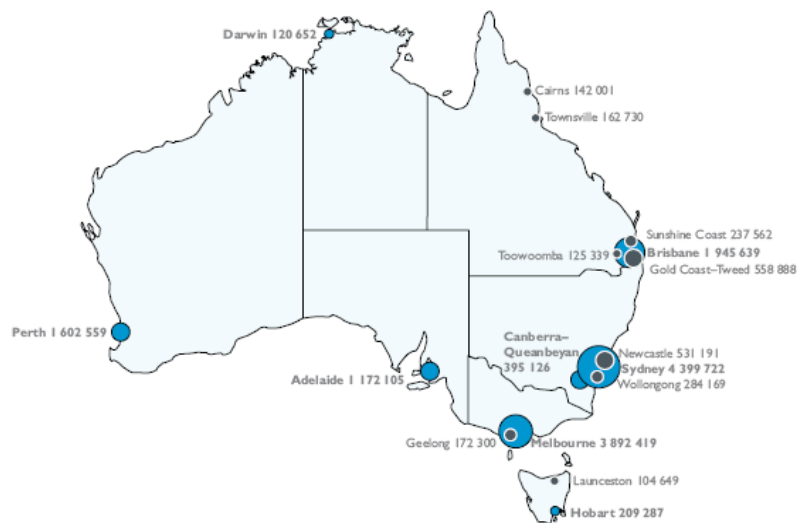 Darwin 120 652
Cairns 142 001
Townsville 162 730
Sunshine Coast 237 562
Toowoomba 125 339
Brisbane 1 945 639
Gold Coast–Tweed 558 888
Perth 1 602 559
Canberra–
Queanbeyan
395 126
Newcastle 531 191
Sydney 4 399 722
Wollongong 284 169
Adelaide 1 172 105
Geelong 172 300
Melbourne 3 892 419
Launceston 104 649
Hobart 209 287